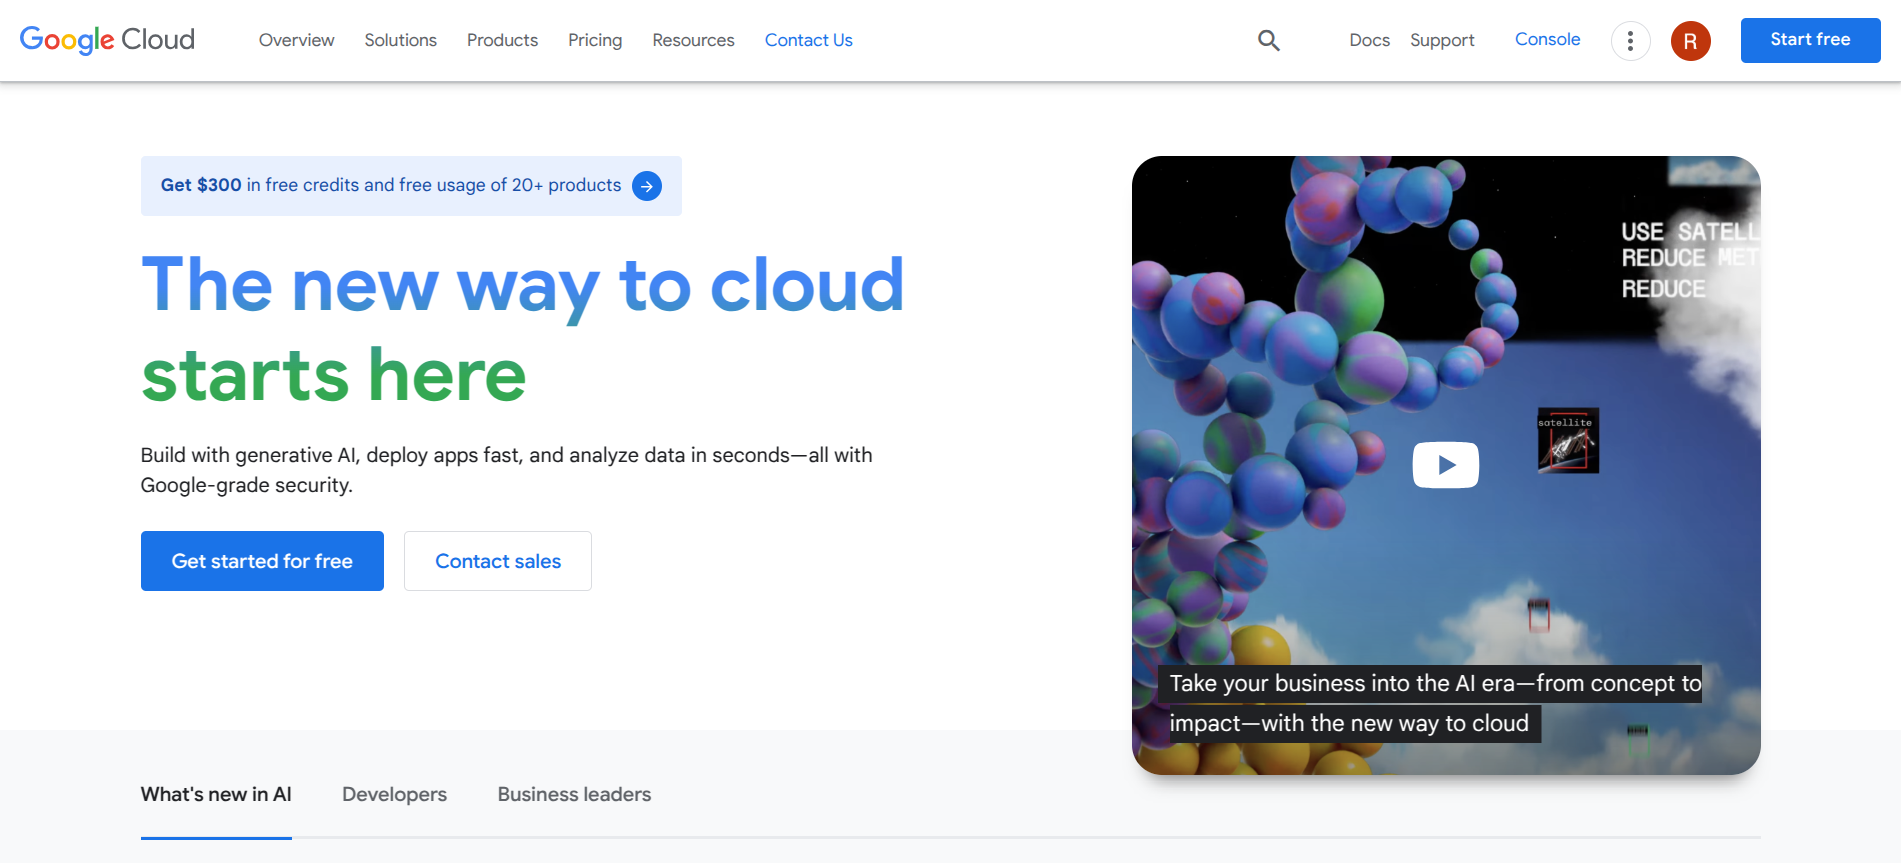 Google Cloud
Overview
Solutions
Products
Pricing
Resources
Contact Us
Docs
Support
Console
R
Start free
Get $300 in free credits and free usage of 20+ products
The new way to cloud
starts here
Build with generative AI, deploy apps fast, and analyze data in seconds—all with
Google-grade security.
Get started for free
Contact sales
USE SATELL
REDUCE MET
REDUCE
satellite
Take your business into the AI era—from concept to
impact—with the new way to cloud
What's new in AI
Developers
Business leaders